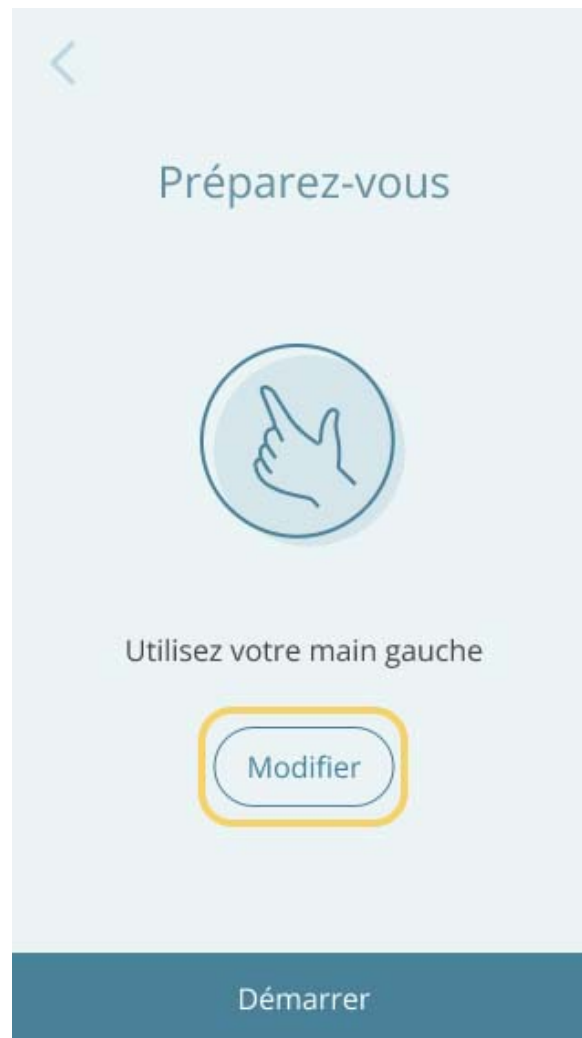 Préparez-vous
Utilisez votre main gauche
Modifier
Démarrer